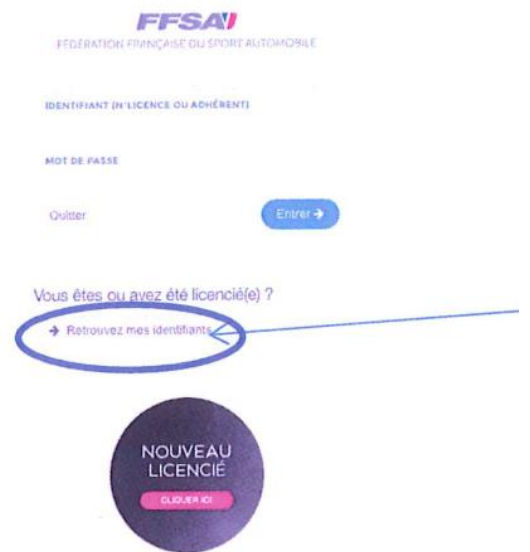 FFSA
FÉDÉRATION FRANÇAISE DU SPORT AUTOMOBILE
IDENTIFIANT (N°LICENCE OU ADHÉRENT)
MOT DE PASSE
Quitter
Entrer →
Vous êtes ou avez été licencié(e) ?
→ Retrouvez mes identifiants
NOUVEAU
LICENCIÉ
CLIQUER ICI